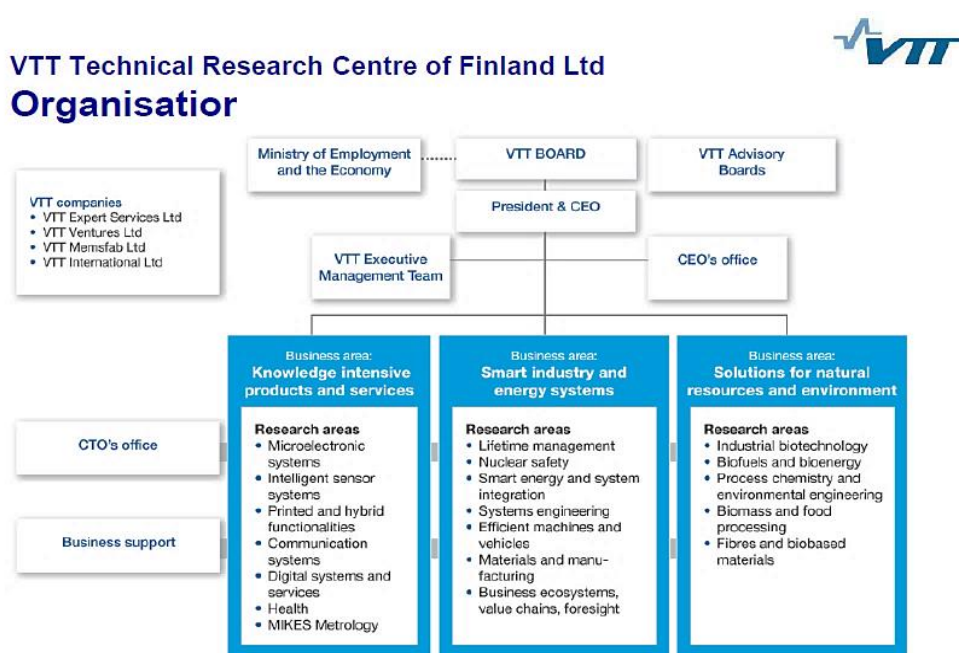 VTT
VTT Technical Research Centre of Finland Ltd
Organisatior
Ministry of Employment
and the Economy
VTT BOARD
VTT Advisory
Boards
VTT companies
• VTT Expert Services Ltd
• VTT Ventures Ltd
• VTT Memsfab Ltd
• VTT International Ltd
President & CEO
VTT Executive
Management Team
CEO's office
Business area:
Knowledge intensive
products and services
Research areas
• Microelectronic
systems
• Intelligent sensor
systems
• Printed and hybrid
functionalities
• Communication
systems
• Digital systems and
services
• Health
• MIKES Metrology
Business area:
Smart industry and
energy systems
Research areas
• Lifetime management
• Nuclear safety
• Smart energy and system
integration
• Systems engineering
• Efficient machines and
vehicles
• Materials and manu-
facturing
• Business ecosystems,
value chains, foresight
Business area:
Solutions for natural
resources and environment
Research areas
• Industrial biotechnology
• Biofuels and bioenergy
• Process chemistry and
environmental engineering
• Biomass and food
processing
• Fibres and biobased
materials
CTO's office
Business support